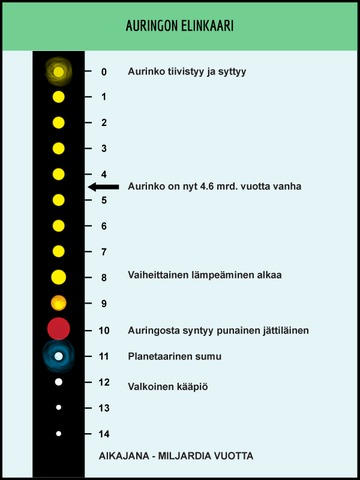 AURINGON ELINKAARI
0 Aurinko tiivistyy ja syttyy
1
2
3
4
Aurinko on nyt 4.6 mrd. vuotta vanha
5
6
7
8 Vaiheittainen lämpeäminen alkaa
9
10 Auringosta syntyy punainen jättiläinen
11 Planetaarinen sumu
12 Valkoinen kääpiö
13
14
AIKAJANA - MILJARDIA VUOTTA